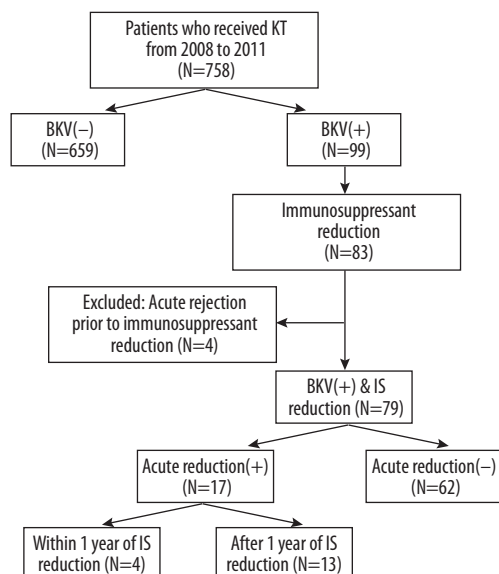 Patients who received KT
from 2008 to 2011
(N=758)
BKV(–)
(N=659)
BKV(+)
(N=99)
Immunosuppressant
reduction
(N=83)
Excluded: Acute rejection
prior to immunosuppressant
reduction (N=4)
BKV(+) & IS
reduction (N=79)
Acute reduction(+)
(N=17)
Acute reduction(–)
(N=62)
Within 1 year of IS
reduction (N=4)
After 1 year of IS
reduction (N=13)